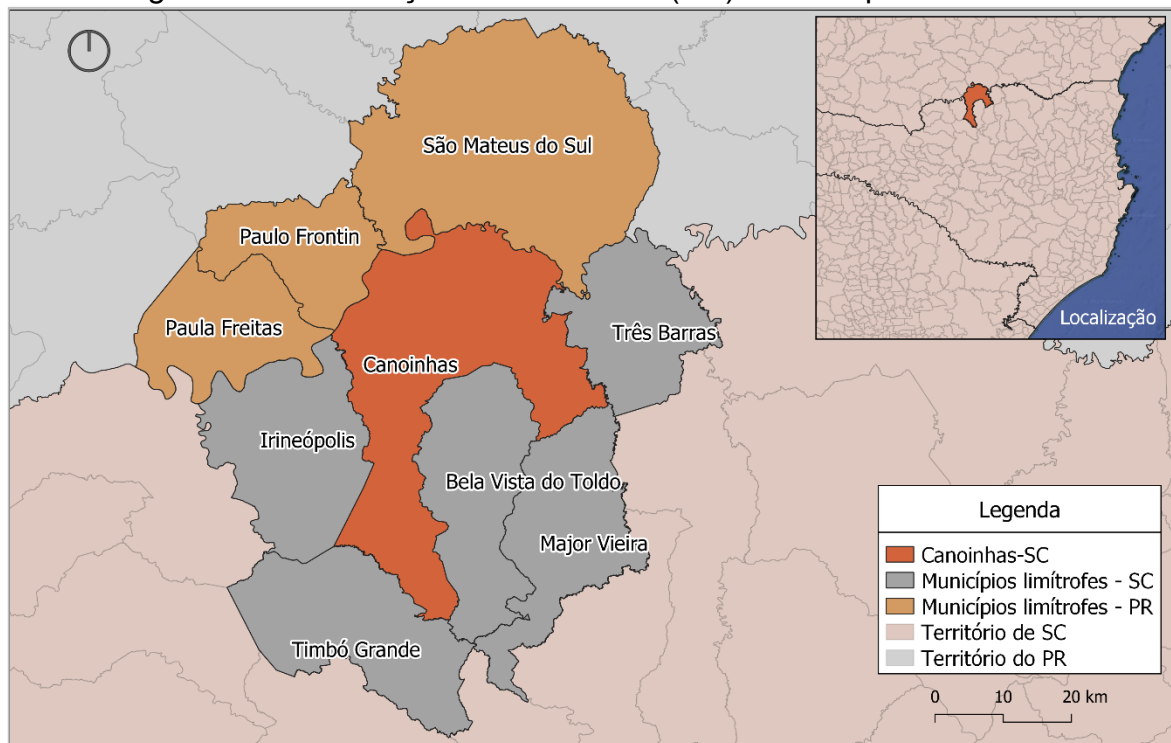 São Mateus do Sul
Paulo Frontin
Paula Freitas
Três Barras
Canoinhas
Irineópolis
Bela Vista do Toldo
Major Vieira
Timbó Grande
Localização
Legenda
Canoinhas-SC
Municípios limítrofes - SC
Municípios limítrofes - PR
Território de SC
Território do PR
0 10 20 km